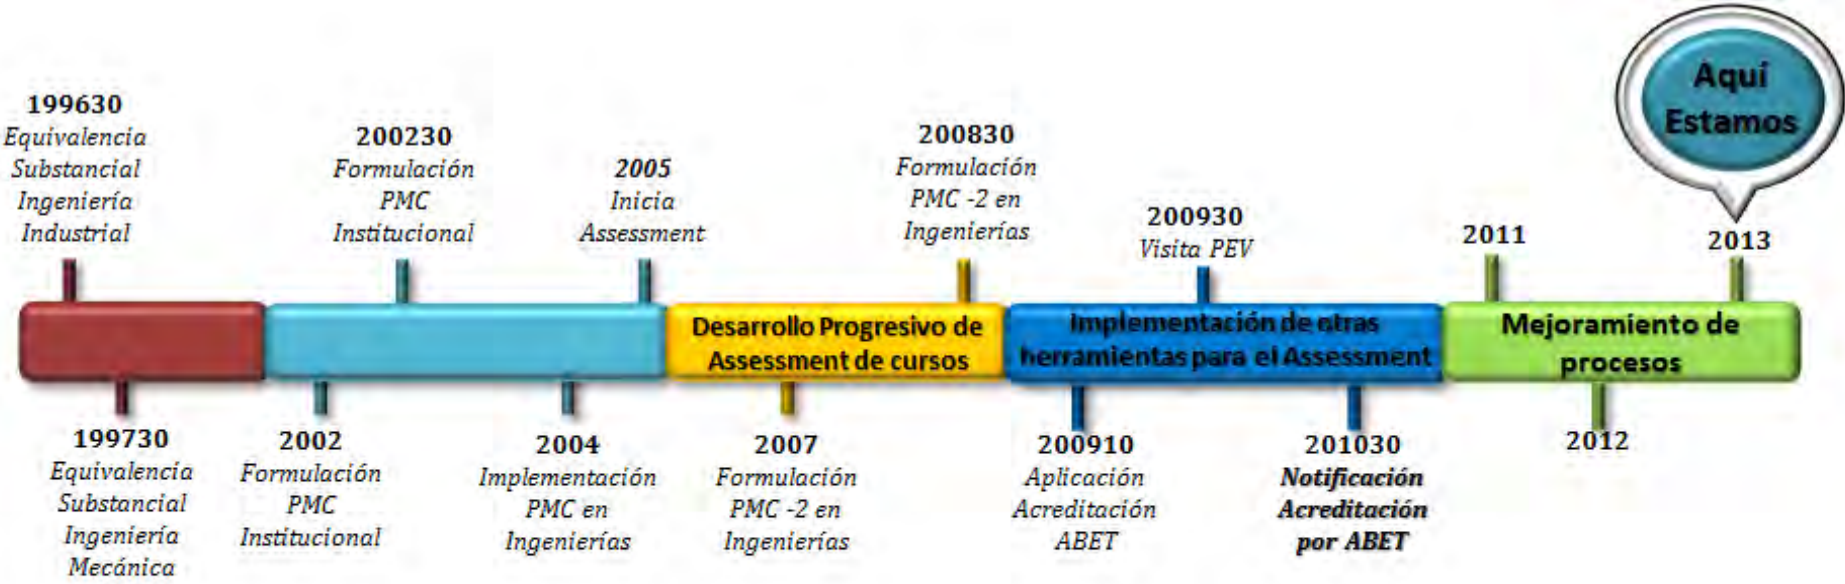 Aquí
Estamos
199630
Equivalencia
Substancial
Ingeniería
Industrial
200230
Formulación
PMC
Institucional
2005
Inicia
Assessment
200830
Formulación
PMC -2 en
Ingenierías
200930
Visita PEV
2011
2013
Desarrollo Progresivo de
Assessment de cursos
Implementación de otras
herramientas para el Assessment
Mejoramiento de
procesos
199730
Equivalencia
Substancial
Ingeniería
Mecánica
2002
Formulación
PMC
Institucional
2004
Implementación
PMC en
Ingenierías
2007
Formulación
PMC -2 en
Ingenierías
200910
Aplicación
Acreditación
ABET
201030
Notificación
Acreditación
por ABET
2012